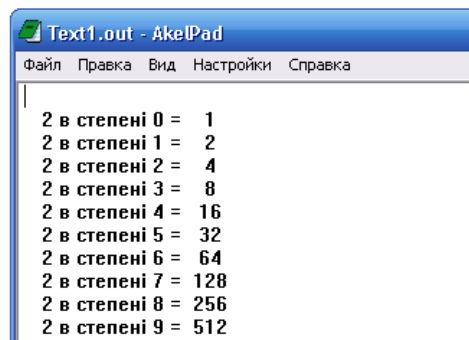 Text1.out - AkelPad
Файл Правка Вид Настройки Справка
2 в степені 0 = 1
2 в степені 1 = 2
2 в степені 2 = 4
2 в степені 3 = 8
2 в степені 4 = 16
2 в степені 5 = 32
2 в степені 6 = 64
2 в степені 7 = 128
2 в степені 8 = 256
2 в степені 9 = 512